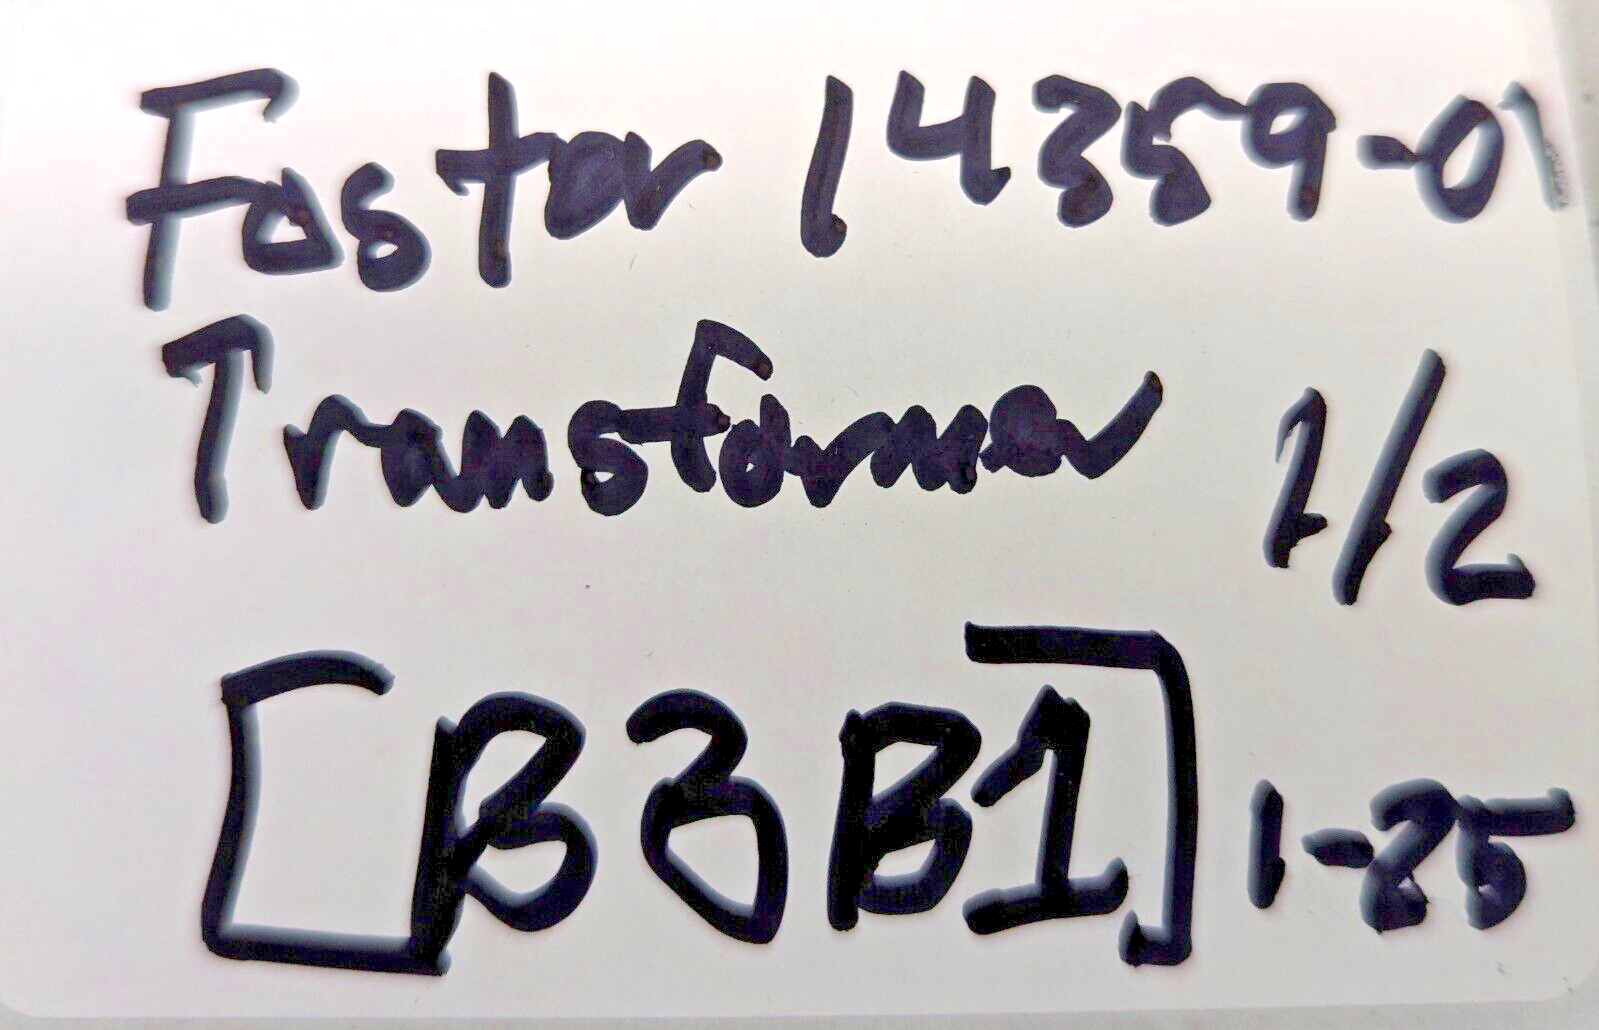 Foster 14359-01
Transformer 1/2
[B3B1] 1-25